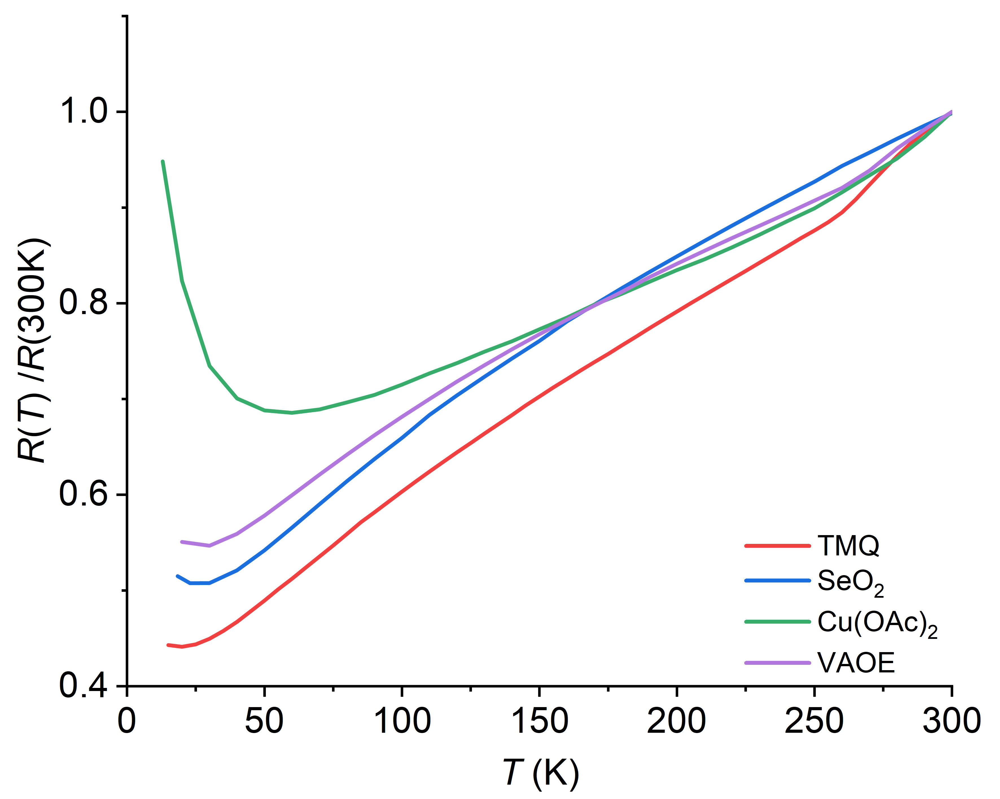 R(T) /R(300K)
1.0
0.8
0.6
0.4
0 50 100 150 200 250 300
T (K)
TMQ
SeO₂
Cu(OAc)₂
VAOE